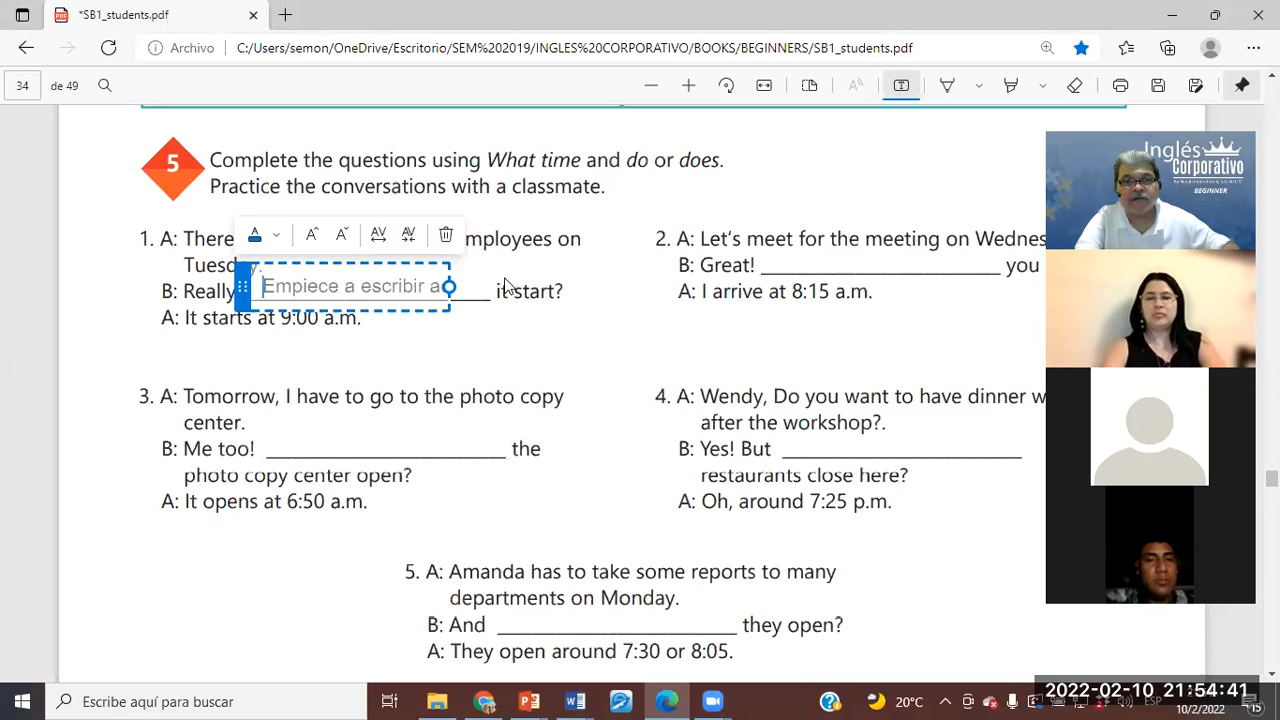 *SB1_students.pdf
Archivo
C:/Users/semon/OneDrive/Escritorio/SEM%202019/INGLES%20CORPORATIVO/BOOKS/BEGINNERS/SB1_students.pdf
34 de 49
5
Complete the questions using What time and do or does.
Practice the conversations with a classmate.
1. A: There employees on
Tuesday.
B: Really it start?
Empiece a escribir a
A: It starts at 9:00 a.m.
2. A: Let's meet for the meeting on Wednes
B: Great! __________ you
A: I arrive at 8:15 a.m.
3. A: Tomorrow, I have to go to the photo copy
center.
B: Me too! __________ the
photo copy center open?
A: It opens at 6:50 a.m.
4. A: Wendy, Do you want to have dinner w
after the workshop?.
B: Yes! But __________
restaurants close here?
A: Oh, around 7:25 p.m.
5. A: Amanda has to take some reports to many
departments on Monday.
B: And __________ they open?
A: They open around 7:30 or 8:05.
Inglés
Corporativo
BEGINNER
Escribe aquí para buscar
20°C
ESP
2022-02-10 21:54:41
10/2/2022